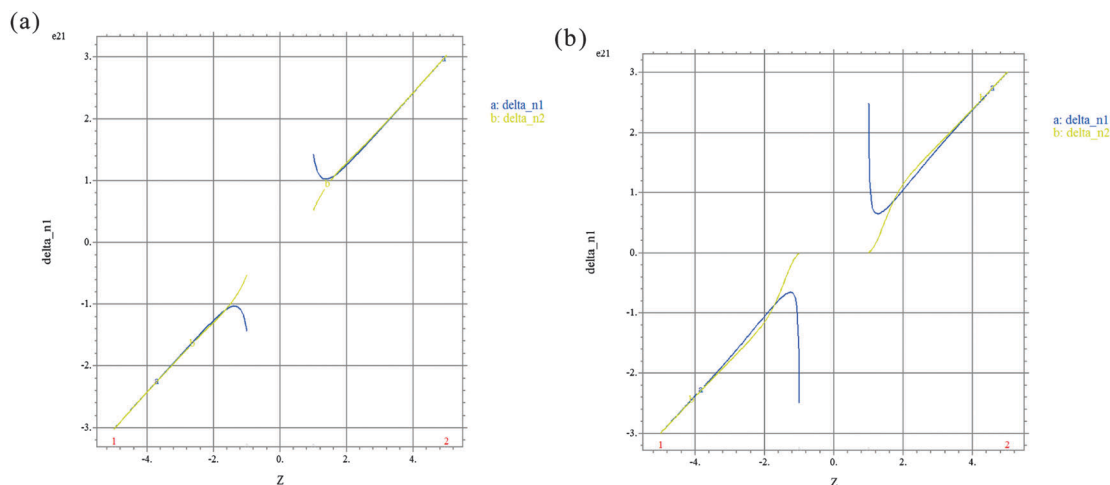 (a)
e21
3.
2.
1.
0.
-1.
-2.
-3.
delta_n1
-4.
-2.
0.
2.
4.
Z
1
2
a
b
a
b
a: delta_n1
b: delta_n2
(b)
e21
3.
2.
1.
0.
-1.
-2.
-3.
delta_n1
-4.
-2.
0.
2.
4.
Z
1
2
b
a
b
a
a: delta_n1
b: delta_n2